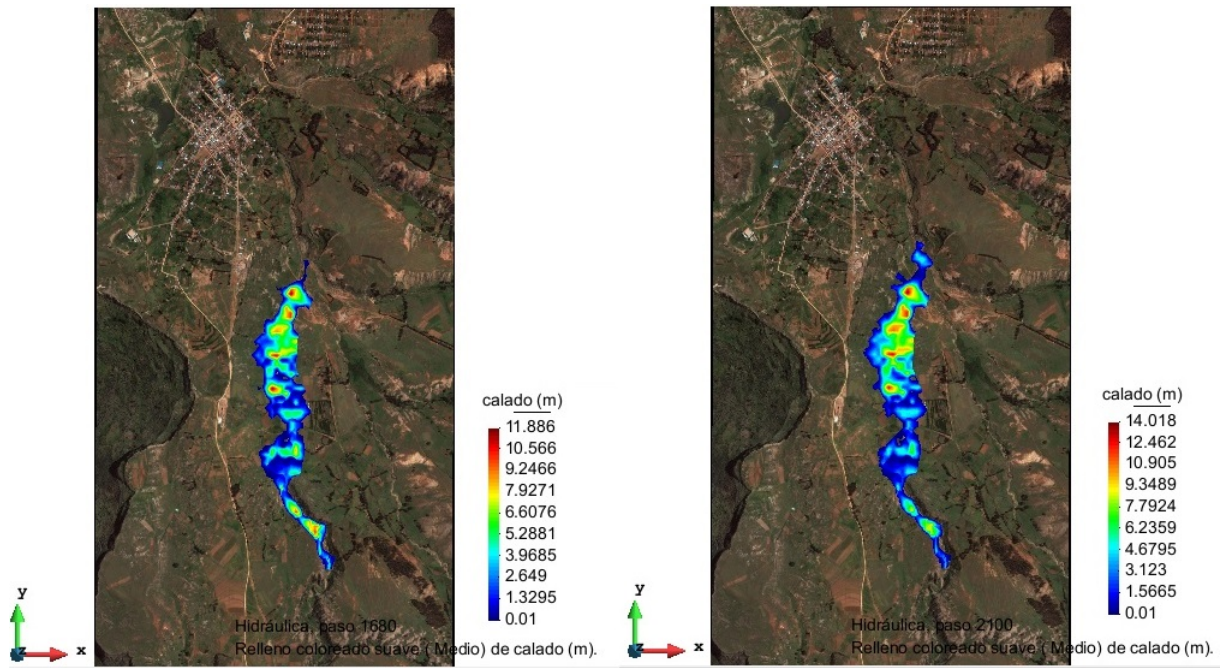 calado (m)
11.886
10.566
9.2466
7.9271
6.6076
5.2881
3.9685
2.649
1.3295
0.01
y
z
x
Hidráulica, paso 1680
Relleno coloreado suave ( Medio) de calado (m).
calado (m)
14.018
12.462
10.905
9.3489
7.7924
6.2359
4.6795
3.123
1.5665
0.01
y
z
x
Hidráulica, paso 2100
Relleno coloreado suave ( Medio) de calado (m).